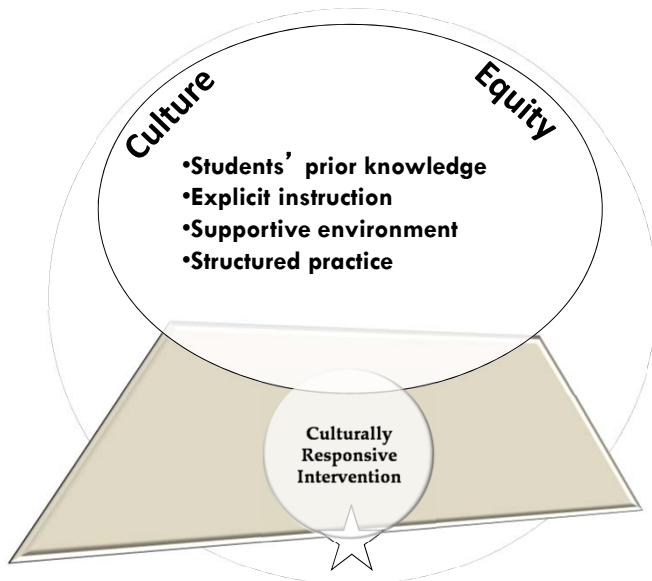 Culture
Equity
•Students’ prior knowledge
•Explicit instruction
•Supportive environment
•Structured practice
Culturally
Responsive
Intervention